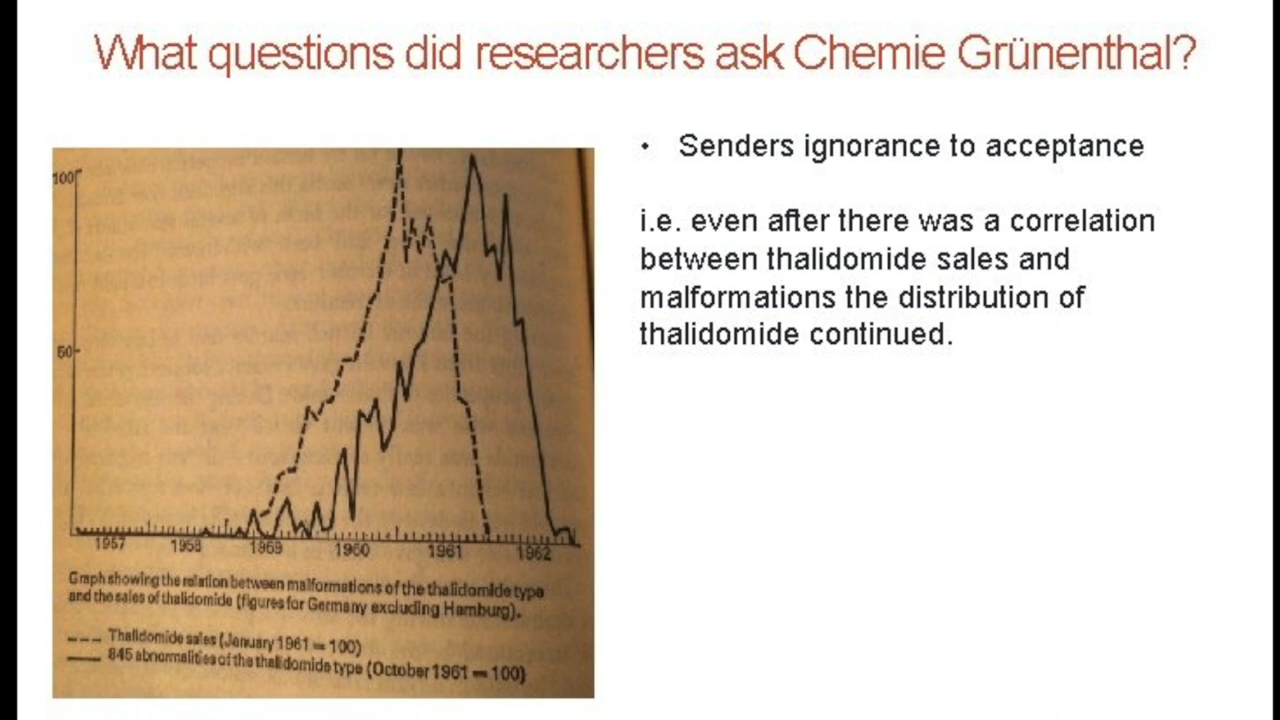 What questions did researchers ask Chemie Grünenthal?
• Senders ignorance to acceptance
i.e. even after there was a correlation
between thalidomide sales and
malformations the distribution of
thalidomide continued.
100
50
1957 1958 1959 1960 1961 1962
Graph showing the relation between malformations of the thalidomide type
and the sales of thalidomide (figures for Germany excluding Hamburg).
Thalidomide sales (January 1961 = 100)
845 abnormalities of the thalidomide type (October 1961 = 100)